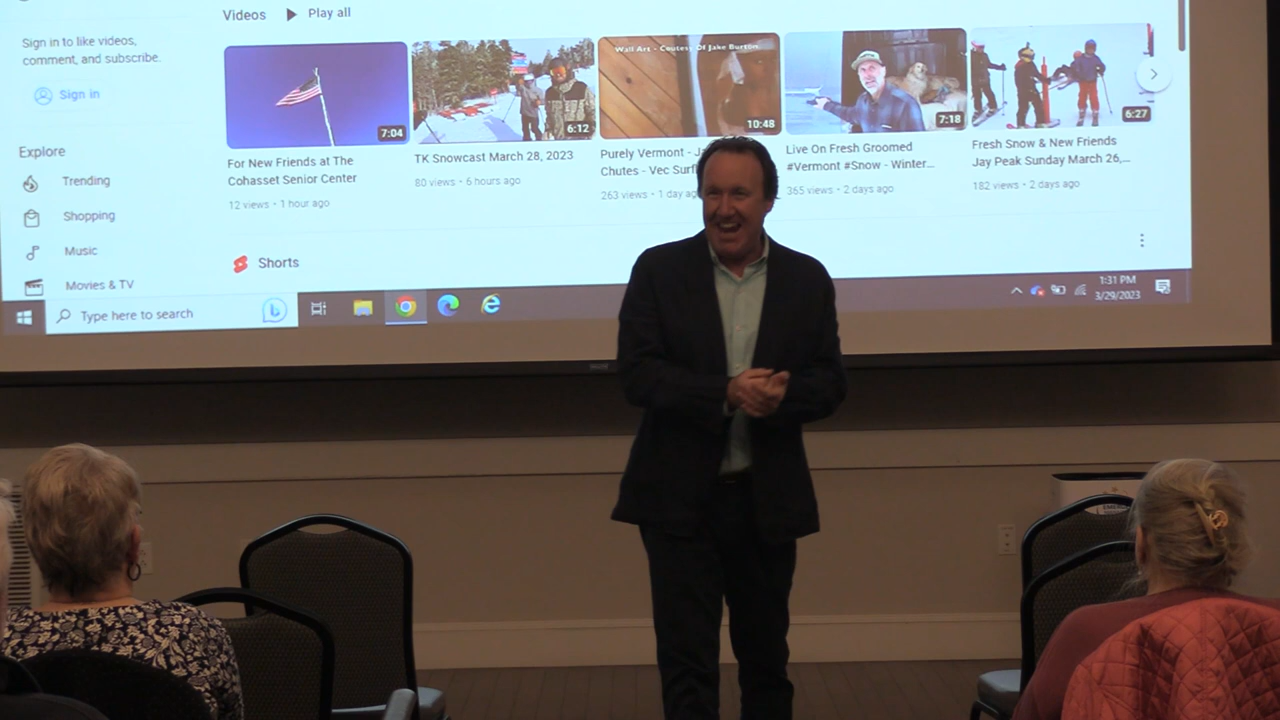 Videos ▶ Play all
Sign in to like videos,
comment, and subscribe.
Sign in
Explore
Trending
Shopping
Music
Movies & TV
7:04
For New Friends at The
Cohasset Senior Center
12 views • 1 hour ago
6:12
TK Snowcast March 28, 2023
80 views • 6 hours ago
Wall Art - Coutesy Of Jake Burton
10:48
Purely Vermont - Ja
Chutes - Vec Surf
263 views • 1 day ag
7:18
Live On Fresh Groomed
#Vermont #Snow - Winter...
365 views • 2 days ago
6:27
Fresh Snow & New Friends
Jay Peak Sunday March 26,...
182 views • 2 days ago
Shorts
Type here to search
1:31 PM
3/29/2023